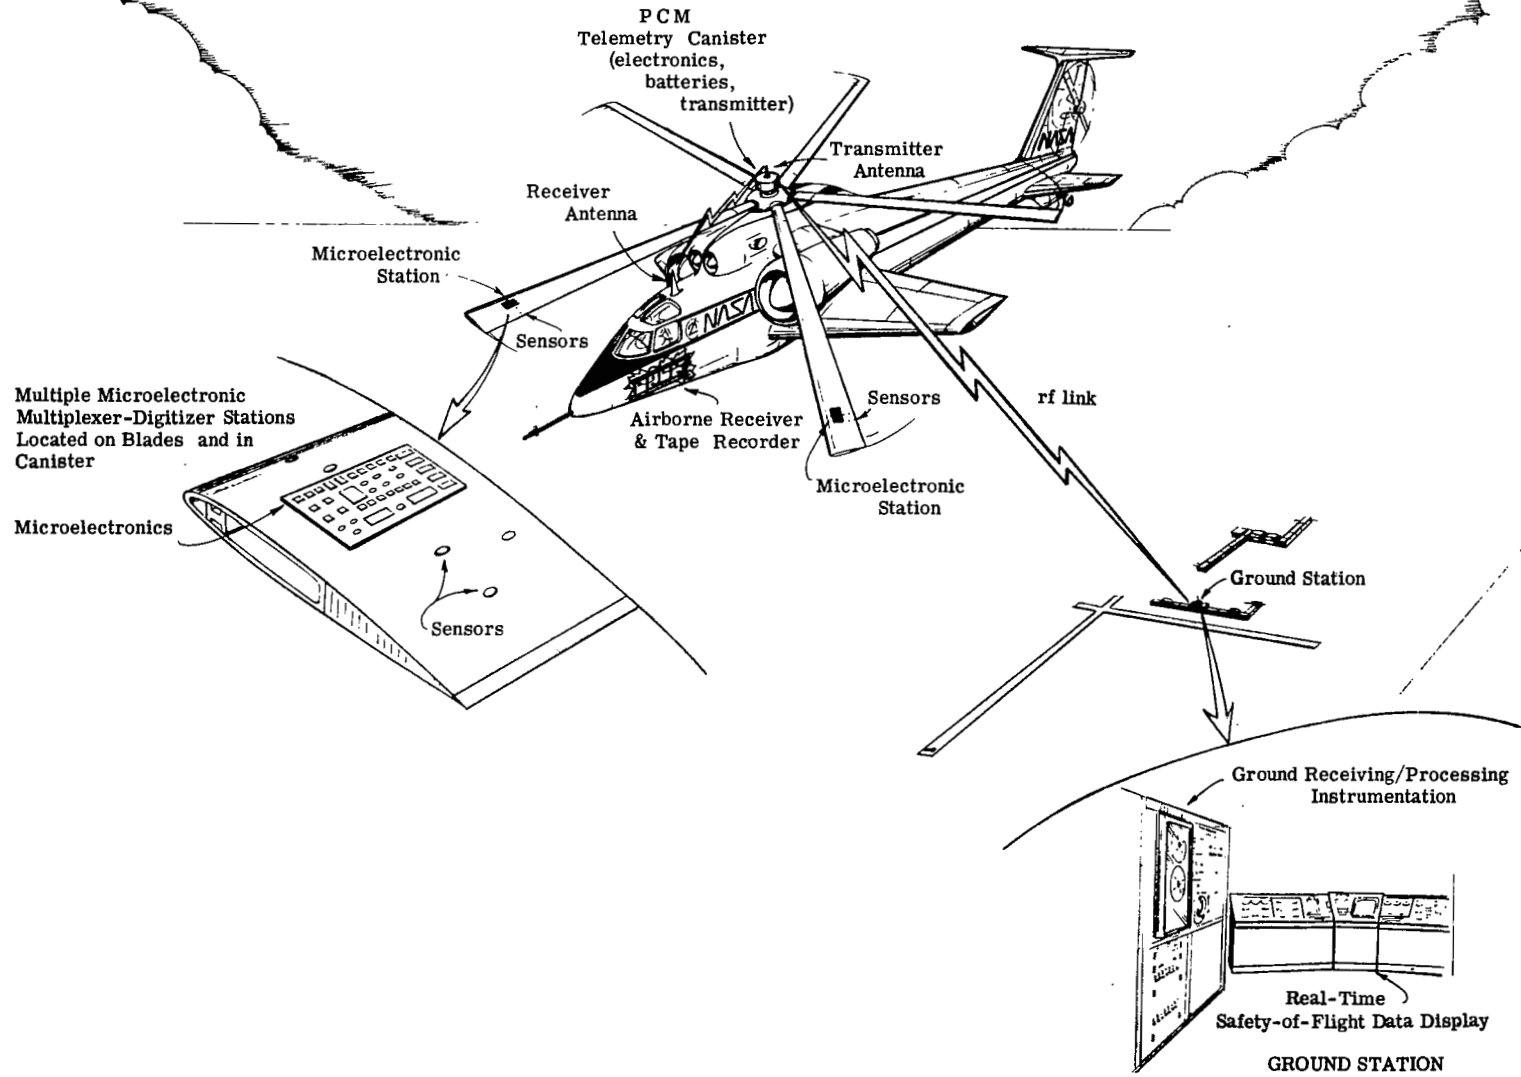 PCM
Telemetry Canister
(electronics,
batteries,
transmitter)
Transmitter
Antenna
NASA
Receiver
Antenna
Microelectronic
Station
Sensors
NASA
Multiple Microelectronic
Multiplexer-Digitizer Stations
Located on Blades and in
Canister
Airborne Receiver
& Tape Recorder
Sensors
rf link
Microelectronic
Station
Microelectronics
Sensors
Ground Station
Ground Receiving/Processing
Instrumentation
Real-Time
Safety-of-Flight Data Display
GROUND STATION